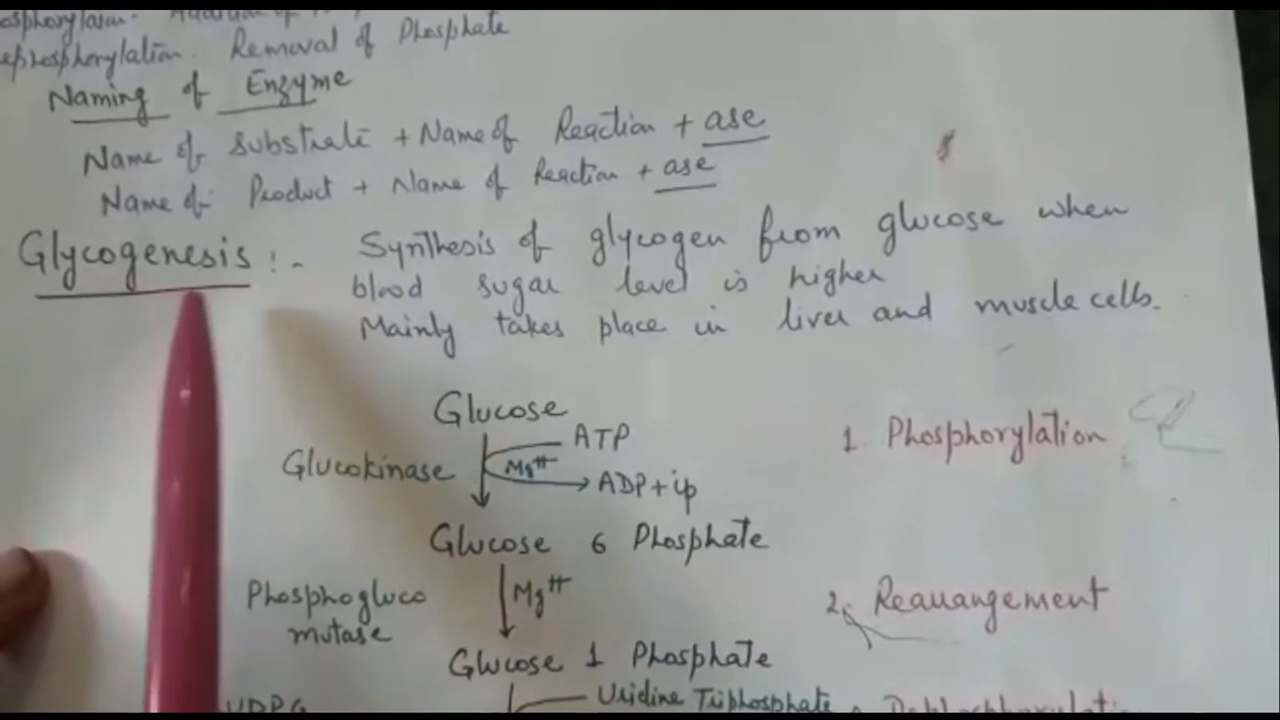 Removal of Phosphate
Naming of Enzyme
Name of Substrate + Name of Reaction + ase
Name of Product + Name of Reaction + ase
Glycogenesis :- Synthesis of glycogen from glucose when
blood sugar level is higher
Mainly takes place in liver and muscle cells.
Glucose
ATP
Glucokinase Mg++
ADP + ip
1. Phosphorylation
Glucose 6 Phosphate
Phosphogluco Mg++
mutase
2. Rearrangement
Glucose 1 Phosphate
UDPG Uridine Triphosphate